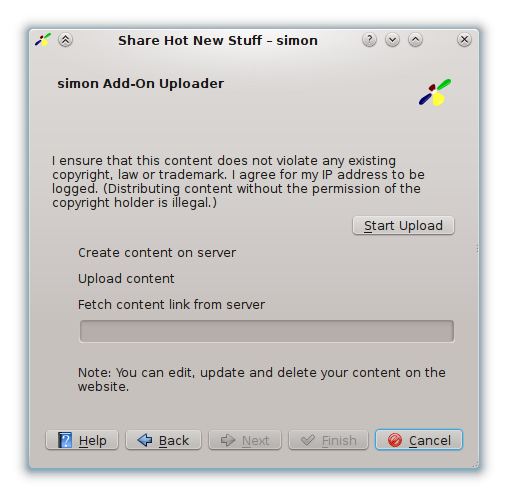 Share Hot New Stuff – simon
simon Add-On Uploader
I ensure that this content does not violate any existing
copyright, law or trademark. I agree for my IP address to be
logged. (Distributing content without the permission of the
copyright holder is illegal.)
Start Upload
Create content on server
Upload content
Fetch content link from server
Note: You can edit, update and delete your content on the
website.
Help Back Next Finish Cancel